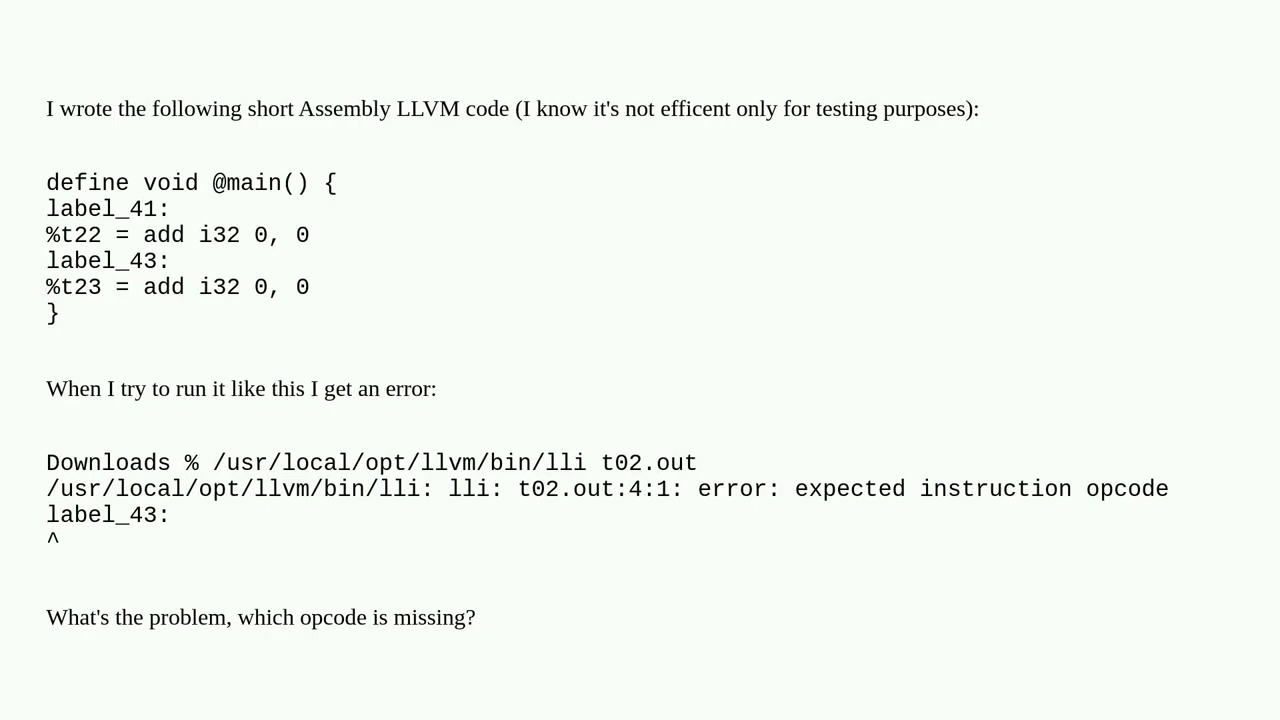 I wrote the following short Assembly LLVM code (I know it's not efficent only for testing purposes):
define void @main() {
label_41:
%t22 = add i32 0, 0
label_43:
%t23 = add i32 0, 0
}
When I try to run it like this I get an error:
Downloads % /usr/local/opt/llvm/bin/lli t02.out
/usr/local/opt/llvm/bin/lli: lli: t02.out:4:1: error: expected instruction opcode
label_43:
^
What's the problem, which opcode is missing?